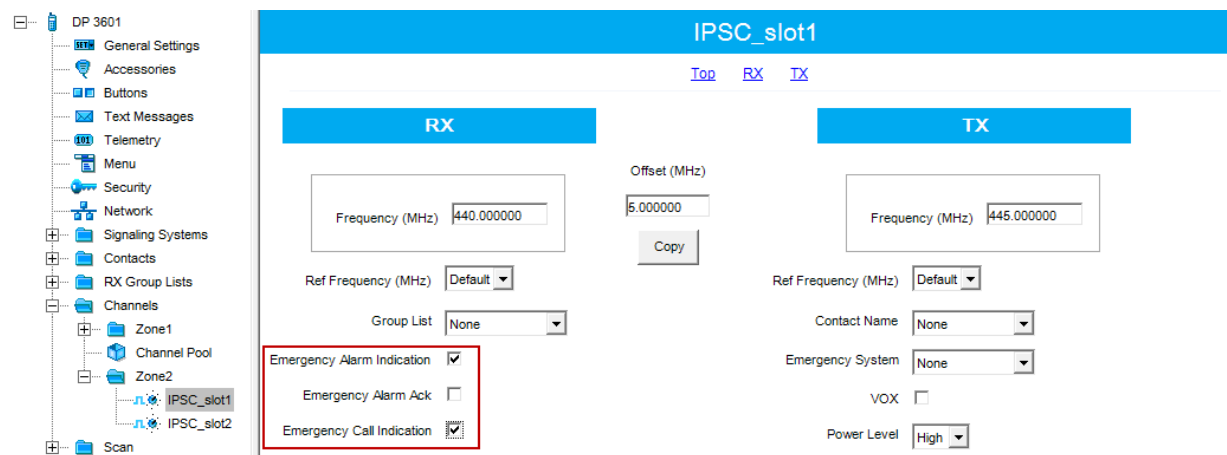 DP 3601
General Settings
Accessories
Buttons
Text Messages
Telemetry
Menu
Security
Network
Signaling Systems
Contacts
RX Group Lists
Channels
Zone1
Channel Pool
Zone2
IPSC_slot1
IPSC_slot2
Scan
IPSC_slot1
Top RX TX
RX
Frequency (MHz) 440.000000
Ref Frequency (MHz) Default
Group List None
Emergency Alarm Indication
Emergency Alarm Ack
Emergency Call Indication
Offset (MHz)
5.000000
Copy
TX
Frequency (MHz) 445.000000
Ref Frequency (MHz) Default
Contact Name None
Emergency System None
VOX
Power Level High